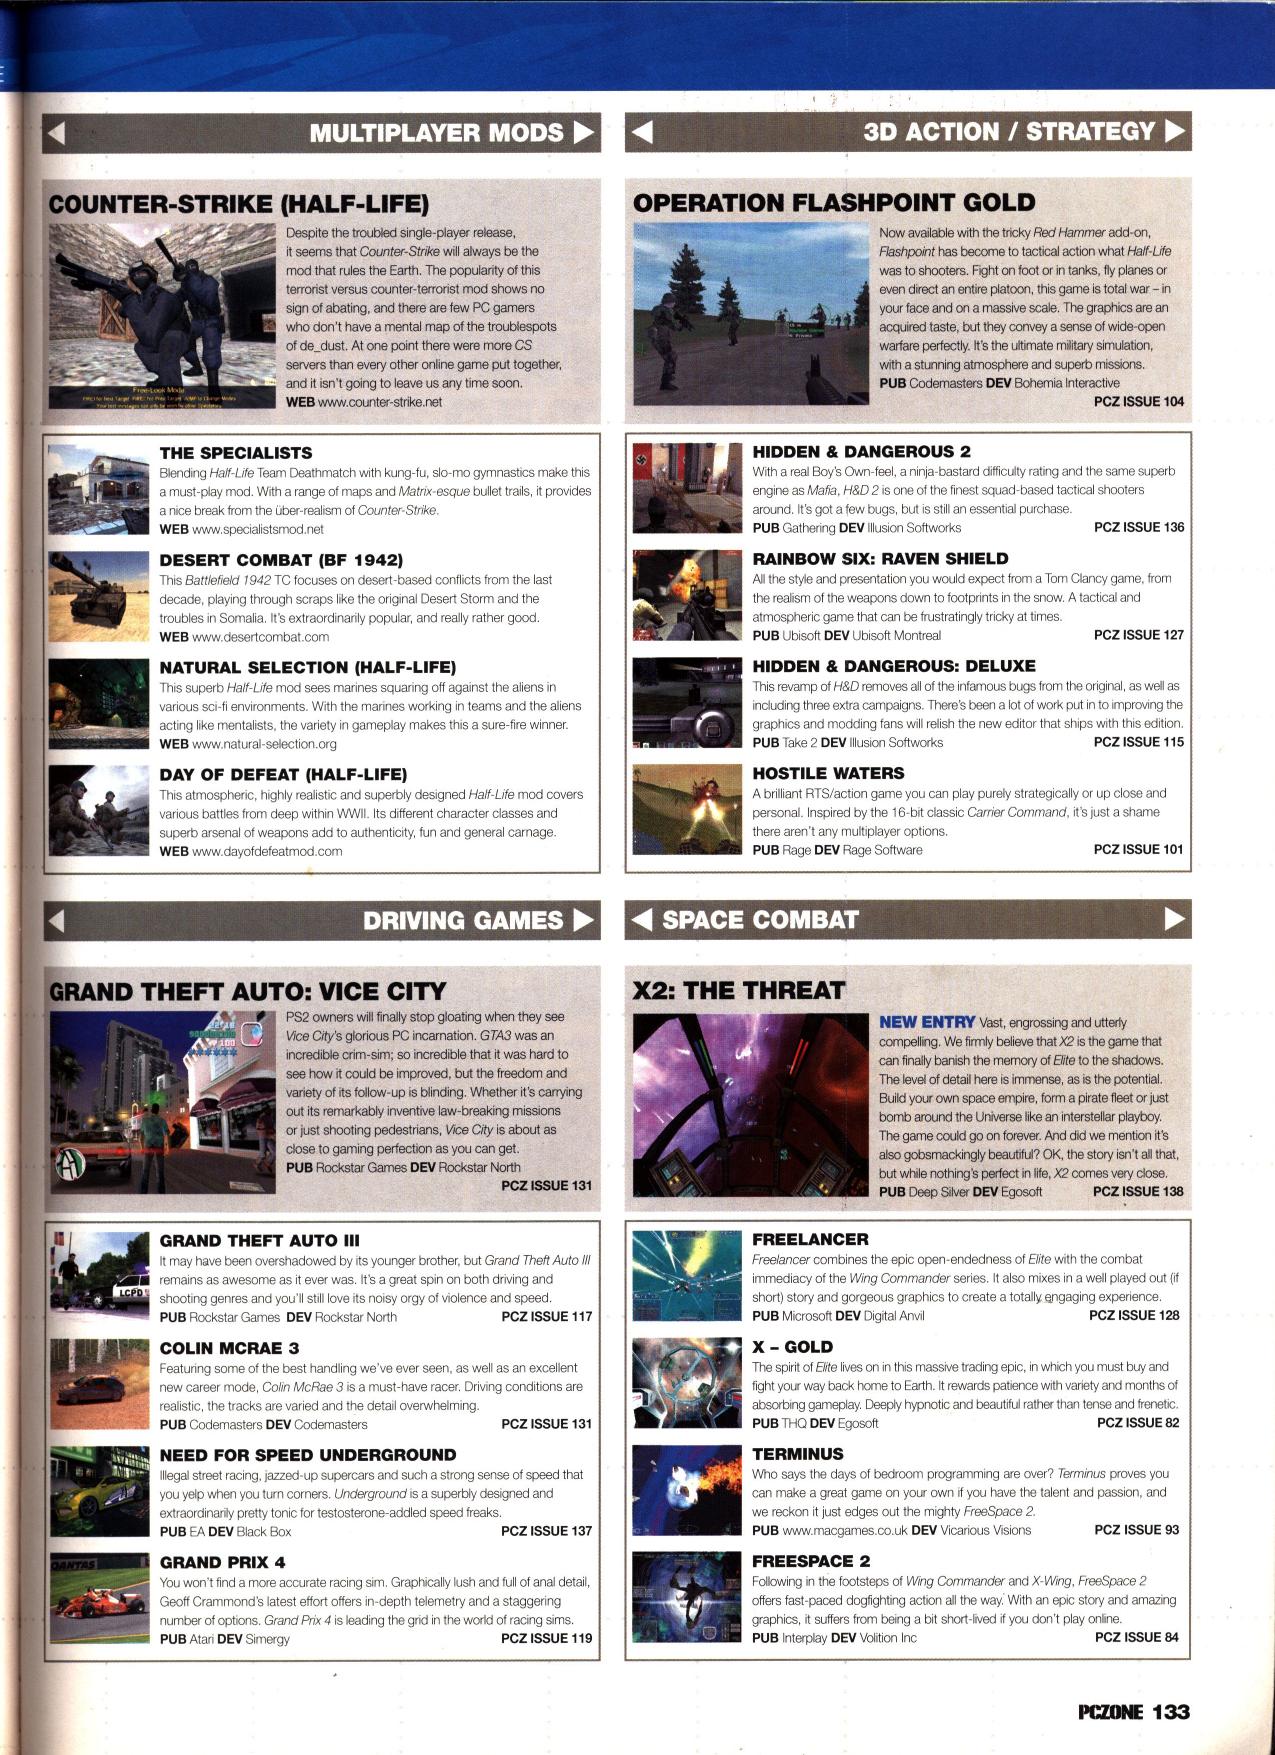 MULTIPLAYER MODS
COUNTER-STRIKE (HALF-LIFE)
Despite the troubled single-player release,
it seems that Counter-Strike will always be the
mod that rules the Earth. The popularity of this
terrorist versus counter-terrorist mod shows no
sign of abating, and there are few PC gamers
who don't have a mental map of the troublespots
of de_dust. At one point there were more CS
servers than every other online game put together,
and it isn't going to leave us any time soon.
WEB www.counter-strike.net
Free-Look Mode
THE SPECIALISTS
Blending Half-Life Team Deathmatch with kung-fu, slo-mo gymnastics make this
a must-play mod. With a range of maps and Matrix-esque bullet trails, it provides
a nice break from the über-realism of Counter-Strike.
WEB www.specialistsmod.net
DESERT COMBAT (BF 1942)
This Battlefield 1942 TC focuses on desert-based conflicts from the last
decade, playing through scraps like the original Desert Storm and the
troubles in Somalia. It's extraordinarily popular, and really rather good.
WEB www.desertcombat.com
NATURAL SELECTION (HALF-LIFE)
This superb Half-Life mod sees marines squaring off against the aliens in
various sci-fi environments. With the marines working in teams and the aliens
acting like mentalists, the variety in gameplay makes this a sure-fire winner.
WEB www.natural-selection.org
DAY OF DEFEAT (HALF-LIFE)
This atmospheric, highly realistic and superbly designed Half-Life mod covers
various battles from deep within WWII. Its different character classes and
superb arsenal of weapons add to authenticity, fun and general carnage.
WEB www.dayofdefeatmod.com
3D ACTION / STRATEGY
OPERATION FLASHPOINT GOLD
Now available with the tricky Red Hammer add-on,
Flashpoint has become to tactical action what Half-Life
was to shooters. Fight on foot or in tanks, fly planes or
even direct an entire platoon, this game is total war – in
your face and on a massive scale. The graphics are an
acquired taste, but they convey a sense of wide-open
warfare perfectly. It's the ultimate military simulation,
with a stunning atmosphere and superb missions.
PUB Codemasters DEV Bohemia Interactive
PCZ ISSUE 104
HIDDEN & DANGEROUS 2
With a real Boy's Own-feel, a ninja-bastard difficulty rating and the same superb
engine as Mafia, H&D 2 is one of the finest squad-based tactical shooters
around. It's got a few bugs, but is still an essential purchase.
PUB Gathering DEV Illusion Softworks PCZ ISSUE 136
RAINBOW SIX: RAVEN SHIELD
All the style and presentation you would expect from a Tom Clancy game, from
the realism of the weapons down to footprints in the snow. A tactical and
atmospheric game that can be frustratingly tricky at times.
PUB Ubisoft DEV Ubisoft Montreal PCZ ISSUE 127
HIDDEN & DANGEROUS: DELUXE
This revamp of H&D removes all of the infamous bugs from the original, as well as
including three extra campaigns. There's been a lot of work put in to improving the
graphics and modding fans will relish the new editor that ships with this edition.
PUB Take 2 DEV Illusion Softworks PCZ ISSUE 115
HOSTILE WATERS
A brilliant RTS/action game you can play purely strategically or up close and
personal. Inspired by the 16-bit classic Carrier Command, it's just a shame
there aren't any multiplayer options.
PUB Rage DEV Rage Software PCZ ISSUE 101
DRIVING GAMES
GRAND THEFT AUTO: VICE CITY
PS2 owners will finally stop gloating when they see
Vice City's glorious PC incarnation. GTA3 was an
incredible crim-sim; so incredible that it was hard to
see how it could be improved, but the freedom and
variety of its follow-up is blinding. Whether it's carrying
out its remarkably inventive law-breaking missions
or just shooting pedestrians, Vice City is about as
close to gaming perfection as you can get.
PUB Rockstar Games DEV Rockstar North
PCZ ISSUE 131
GRAND THEFT AUTO III
It may have been overshadowed by its younger brother, but Grand Theft Auto III
remains as awesome as it ever was. It's a great spin on both driving and
shooting genres and you'll still love its noisy orgy of violence and speed.
PUB Rockstar Games DEV Rockstar North PCZ ISSUE 117
LCPD
COLIN MCRAE 3
Featuring some of the best handling we've ever seen, as well as an excellent
new career mode, Colin McRae 3 is a must-have racer. Driving conditions are
realistic, the tracks are varied and the detail overwhelming.
PUB Codemasters DEV Codemasters PCZ ISSUE 131
NEED FOR SPEED UNDERGROUND
Illegal street racing, jazzed-up supercars and such a strong sense of speed that
you yelp when you turn corners. Underground is a superbly designed and
extraordinarily pretty tonic for testosterone-addled speed freaks.
PUB EA DEV Black Box PCZ ISSUE 137
GRAND PRIX 4
QANTAS
You won't find a more accurate racing sim. Graphically lush and full of anal detail,
Geoff Crammond's latest effort offers in-depth telemetry and a staggering
number of options. Grand Prix 4 is leading the grid in the world of racing sims.
PUB Atari DEV Simergy PCZ ISSUE 119
SPACE COMBAT
X2: THE THREAT
NEW ENTRY Vast, engrossing and utterly
compelling. We firmly believe that X2 is the game that
can finally banish the memory of Elite to the shadows.
The level of detail here is immense, as is the potential.
Build your own space empire, form a pirate fleet or just
bomb around the Universe like an interstellar playboy.
The game could go on forever. And did we mention it's
also gobsmackingly beautiful? OK, the story isn't all that,
but while nothing's perfect in life, X2 comes very close.
PUB Deep Silver DEV Egosoft PCZ ISSUE 138
FREELANCER
Freelancer combines the epic open-endedness of Elite with the combat
immediacy of the Wing Commander series. It also mixes in a well played out (if
short) story and gorgeous graphics to create a totally engaging experience.
PUB Microsoft DEV Digital Anvil PCZ ISSUE 128
X – GOLD
The spirit of Elite lives on in this massive trading epic, in which you must buy and
fight your way back home to Earth. It rewards patience with variety and months of
absorbing gameplay. Deeply hypnotic and beautiful rather than tense and frenetic.
PUB THQ DEV Egosoft PCZ ISSUE 82
TERMINUS
Who says the days of bedroom programming are over? Terminus proves you
can make a great game on your own if you have the talent and passion, and
we reckon it just edges out the mighty FreeSpace 2.
PUB www.macgames.co.uk DEV Vicarious Visions PCZ ISSUE 93
FREESPACE 2
Following in the footsteps of Wing Commander and X-Wing, FreeSpace 2
offers fast-paced dogfighting action all the way. With an epic story and amazing
graphics, it suffers from being a bit short-lived if you don't play online.
PUB Interplay DEV Volition Inc PCZ ISSUE 84
PCZONE 133